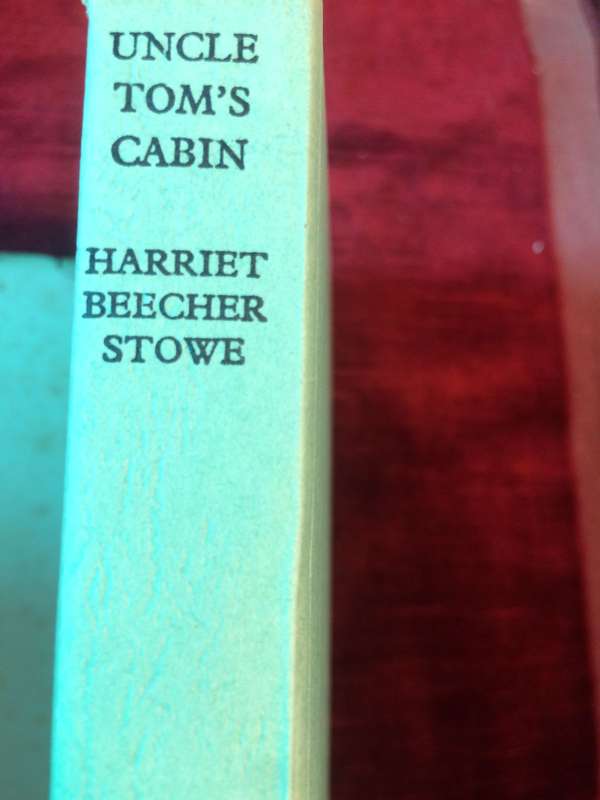 UNCLE
TOM'S
CABIN
HARRIET
BEECHER
STOWE